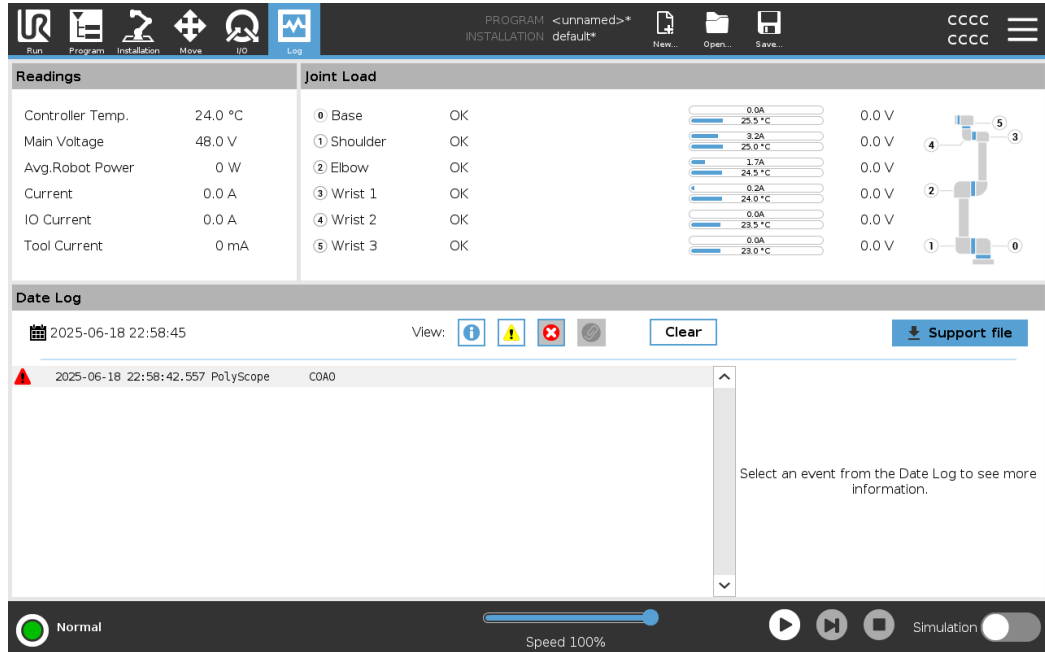 UR
Run
Program
Installation
Move
I/O
Log
PROGRAM <unnamed>*
INSTALLATION default*
New...
Open...
Save...
CCCC
CCCC
Readings
Controller Temp. 24.0 °C
Main Voltage 48.0 V
Avg.Robot Power 0 W
Current 0.0 A
IO Current 0.0 A
Tool Current 0 mA
Joint Load
0 Base OK 0.0A 25.5 °C 0.0 V
1 Shoulder OK 3.2A 25.0 °C 0.0 V
2 Elbow OK 1.7A 24.5 °C 0.0 V
3 Wrist 1 OK 0.2A 24.0 °C 0.0 V
4 Wrist 2 OK 0.0A 23.5 °C 0.0 V
5 Wrist 3 OK 0.0A 23.0 °C 0.0 V
5
3
4
2
1 0
Date Log
2025-06-18 22:58:45
View:
Clear
Support file
2025-06-18 22:58:42.557 PolyScope C0A0
Select an event from the Date Log to see more
information.
Normal
Speed 100%
Simulation